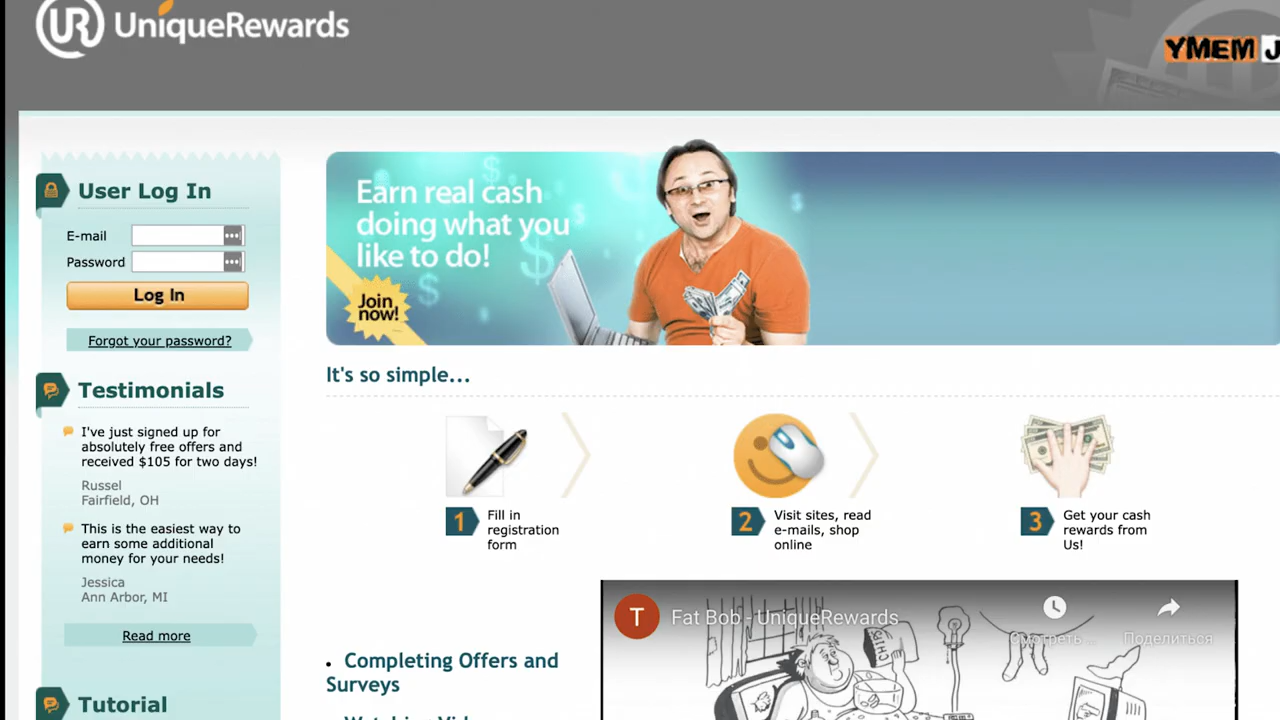 UR UniqueRewards
YMEM J
User Log In
E-mail
Password
Log In
Forgot your password?
Testimonials
I've just signed up for
absolutely free offers and
received $105 for two days!
Russel
Fairfield, OH
This is the easiest way to
earn some additional
money for your needs!
Jessica
Ann Arbor, MI
Read more
Tutorial
Earn real cash
doing what you
like to do!
Join
now!
It's so simple...
1 Fill in
registration
form
2 Visit sites, read
e-mails, shop
online
3 Get your cash
rewards from
Us!
Completing Offers and
Surveys
T Fat Bob - UniqueRewards
Смотреть ...
Поделиться
CHIPS